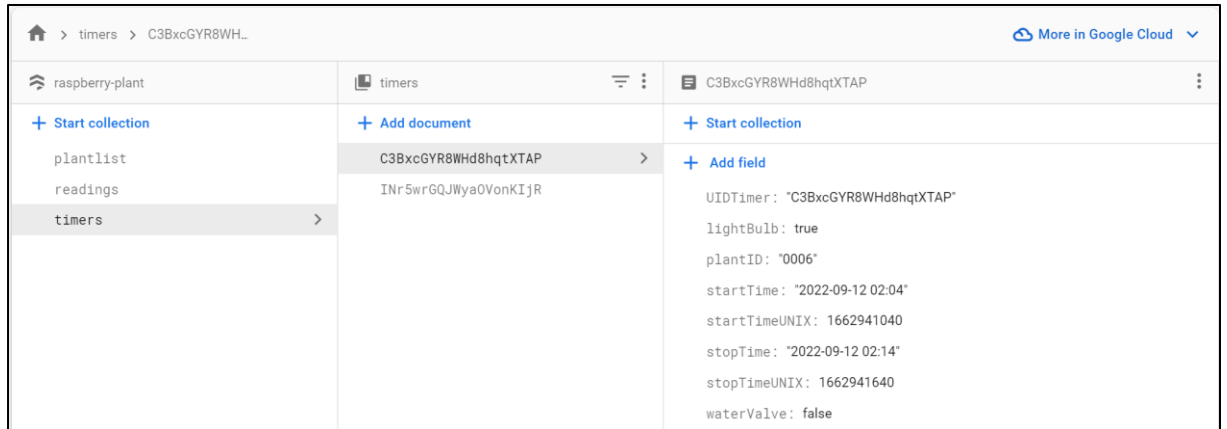 > timers > C3BxcGYR8WH...
More in Google Cloud
raspberry-plant
timers
C3BxcGYR8WHd8hqtXTAP
+ Start collection
+ Add document
+ Start collection
plantlist
readings
timers
C3BxcGYR8WHd8hqtXTAP
INr5wrGQJWyaOVonKIjR
+ Add field
UIDTimer: "C3BxcGYR8WHd8hqtXTAP"
lightBulb: true
plantID: "0006"
startTime: "2022-09-12 02:04"
startTimeUNIX: 1662941040
stopTime: "2022-09-12 02:14"
stopTimeUNIX: 1662941640
waterValve: false